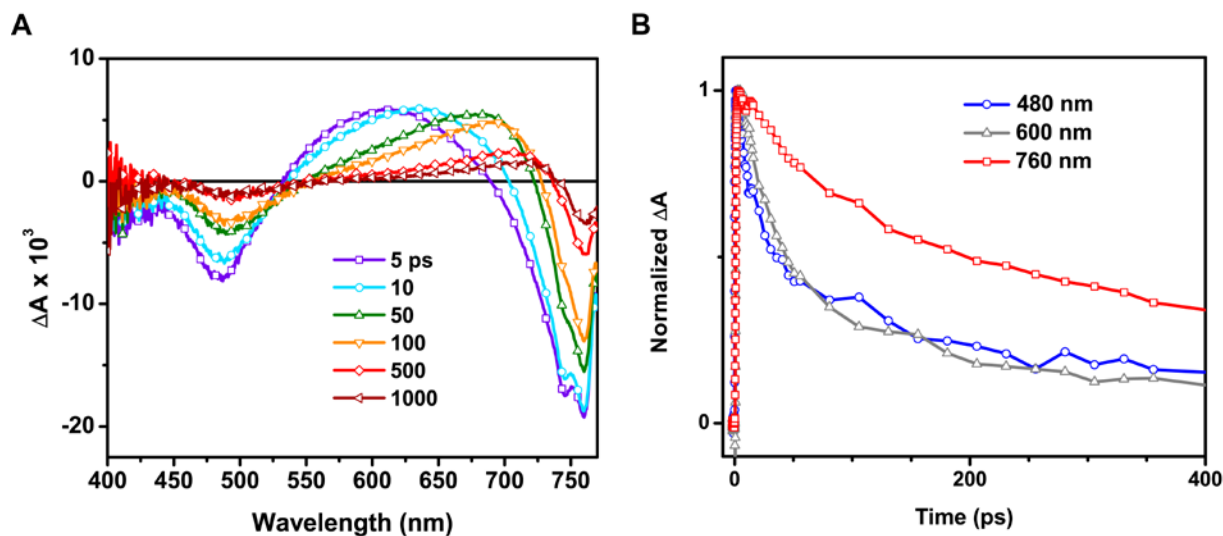 A
ΔA x 10³
10
0
-10
-20
5 ps
10
50
100
500
1000
400 450 500 550 600 650 700 750
Wavelength (nm)
B
Normalized ΔA
1
0
480 nm
600 nm
760 nm
0 200 400
Time (ps)